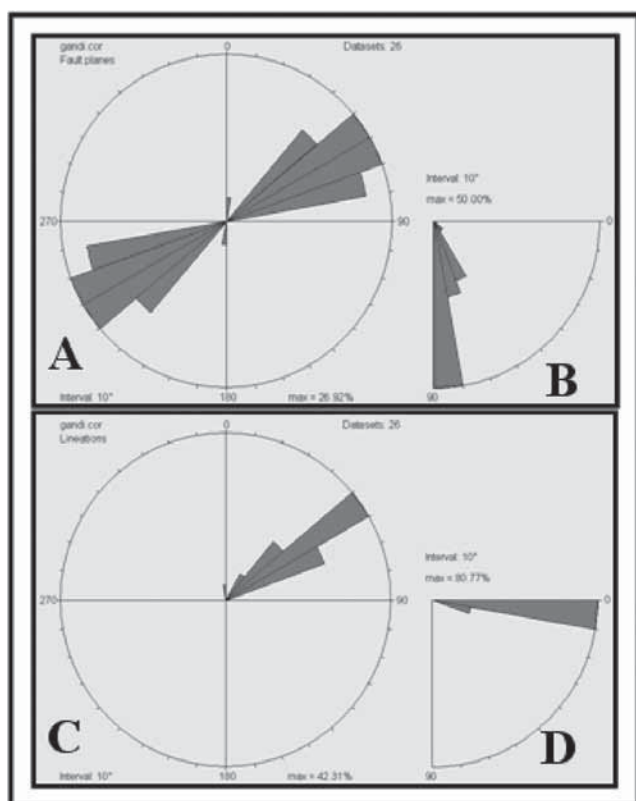 gandi.cor
Fault planes
0
Datasets: 26
Interval: 10°
max = 50.00%
270
90
0
A
B
90
Interval: 10°
180
max = 26.92%
gandi.cor
Lineations
0
Datasets: 26
Interval: 10°
max = 80.77%
270
90
0
C
D
90
Interval: 10°
180
max = 42.31%